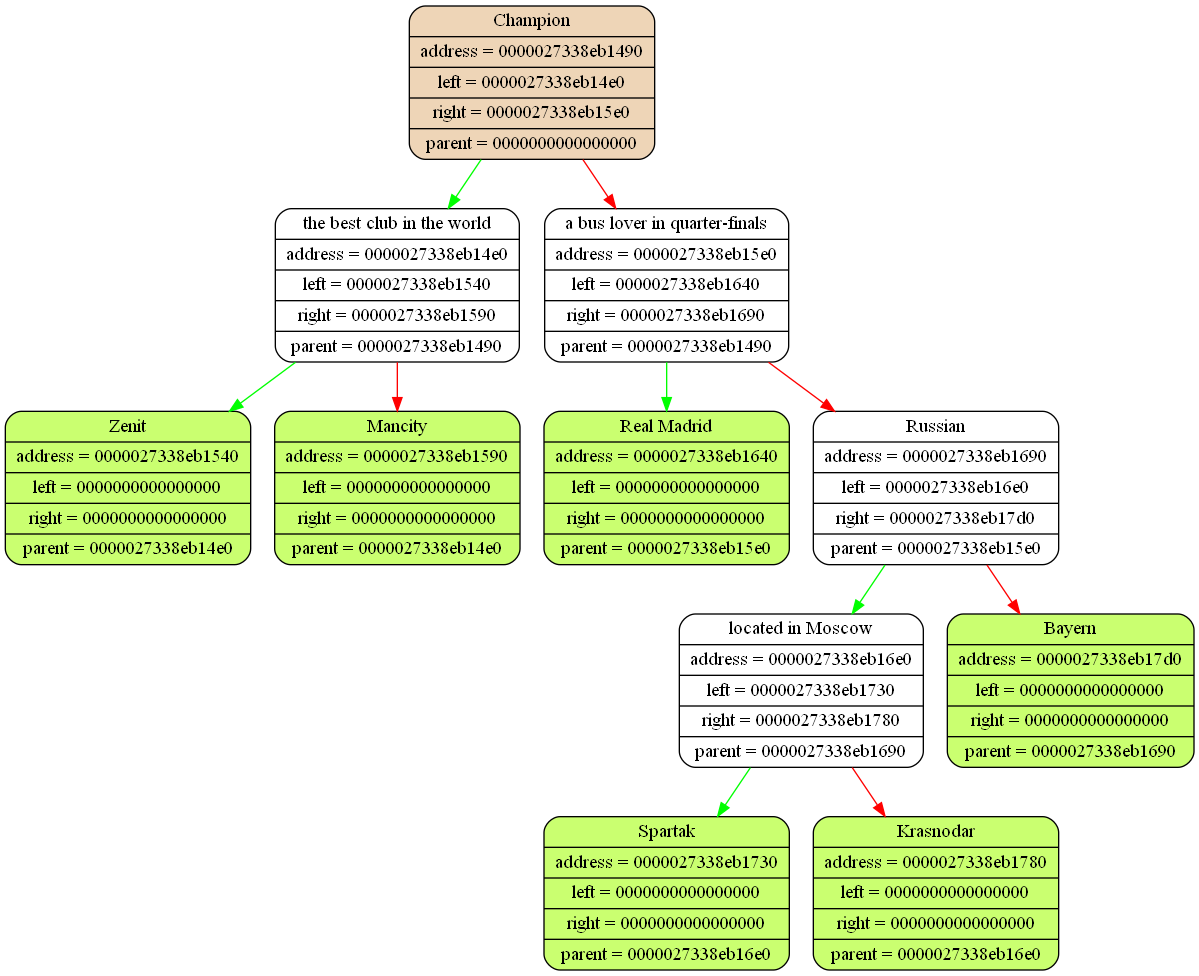 Champion
address = 0000027338eb1490
left = 0000027338eb14e0
right = 0000027338eb15e0
parent = 0000000000000000
the best club in the world
address = 0000027338eb14e0
left = 0000027338eb1540
right = 0000027338eb1590
parent = 0000027338eb1490
a bus lover in quarter-finals
address = 0000027338eb15e0
left = 0000027338eb1640
right = 0000027338eb1690
parent = 0000027338eb1490
Zenit
address = 0000027338eb1540
left = 0000000000000000
right = 0000000000000000
parent = 0000027338eb14e0
Mancity
address = 0000027338eb1590
left = 0000000000000000
right = 0000000000000000
parent = 0000027338eb14e0
Real Madrid
address = 0000027338eb1640
left = 0000000000000000
right = 0000000000000000
parent = 0000027338eb15e0
Russian
address = 0000027338eb1690
left = 0000027338eb16e0
right = 0000027338eb17d0
parent = 0000027338eb15e0
located in Moscow
address = 0000027338eb16e0
left = 0000027338eb1730
right = 0000027338eb1780
parent = 0000027338eb1690
Bayern
address = 0000027338eb17d0
left = 0000000000000000
right = 0000000000000000
parent = 0000027338eb1690
Spartak
address = 0000027338eb1730
left = 0000000000000000
right = 0000000000000000
parent = 0000027338eb16e0
Krasnodar
address = 0000027338eb1780
left = 0000000000000000
right = 0000000000000000
parent = 0000027338eb16e0